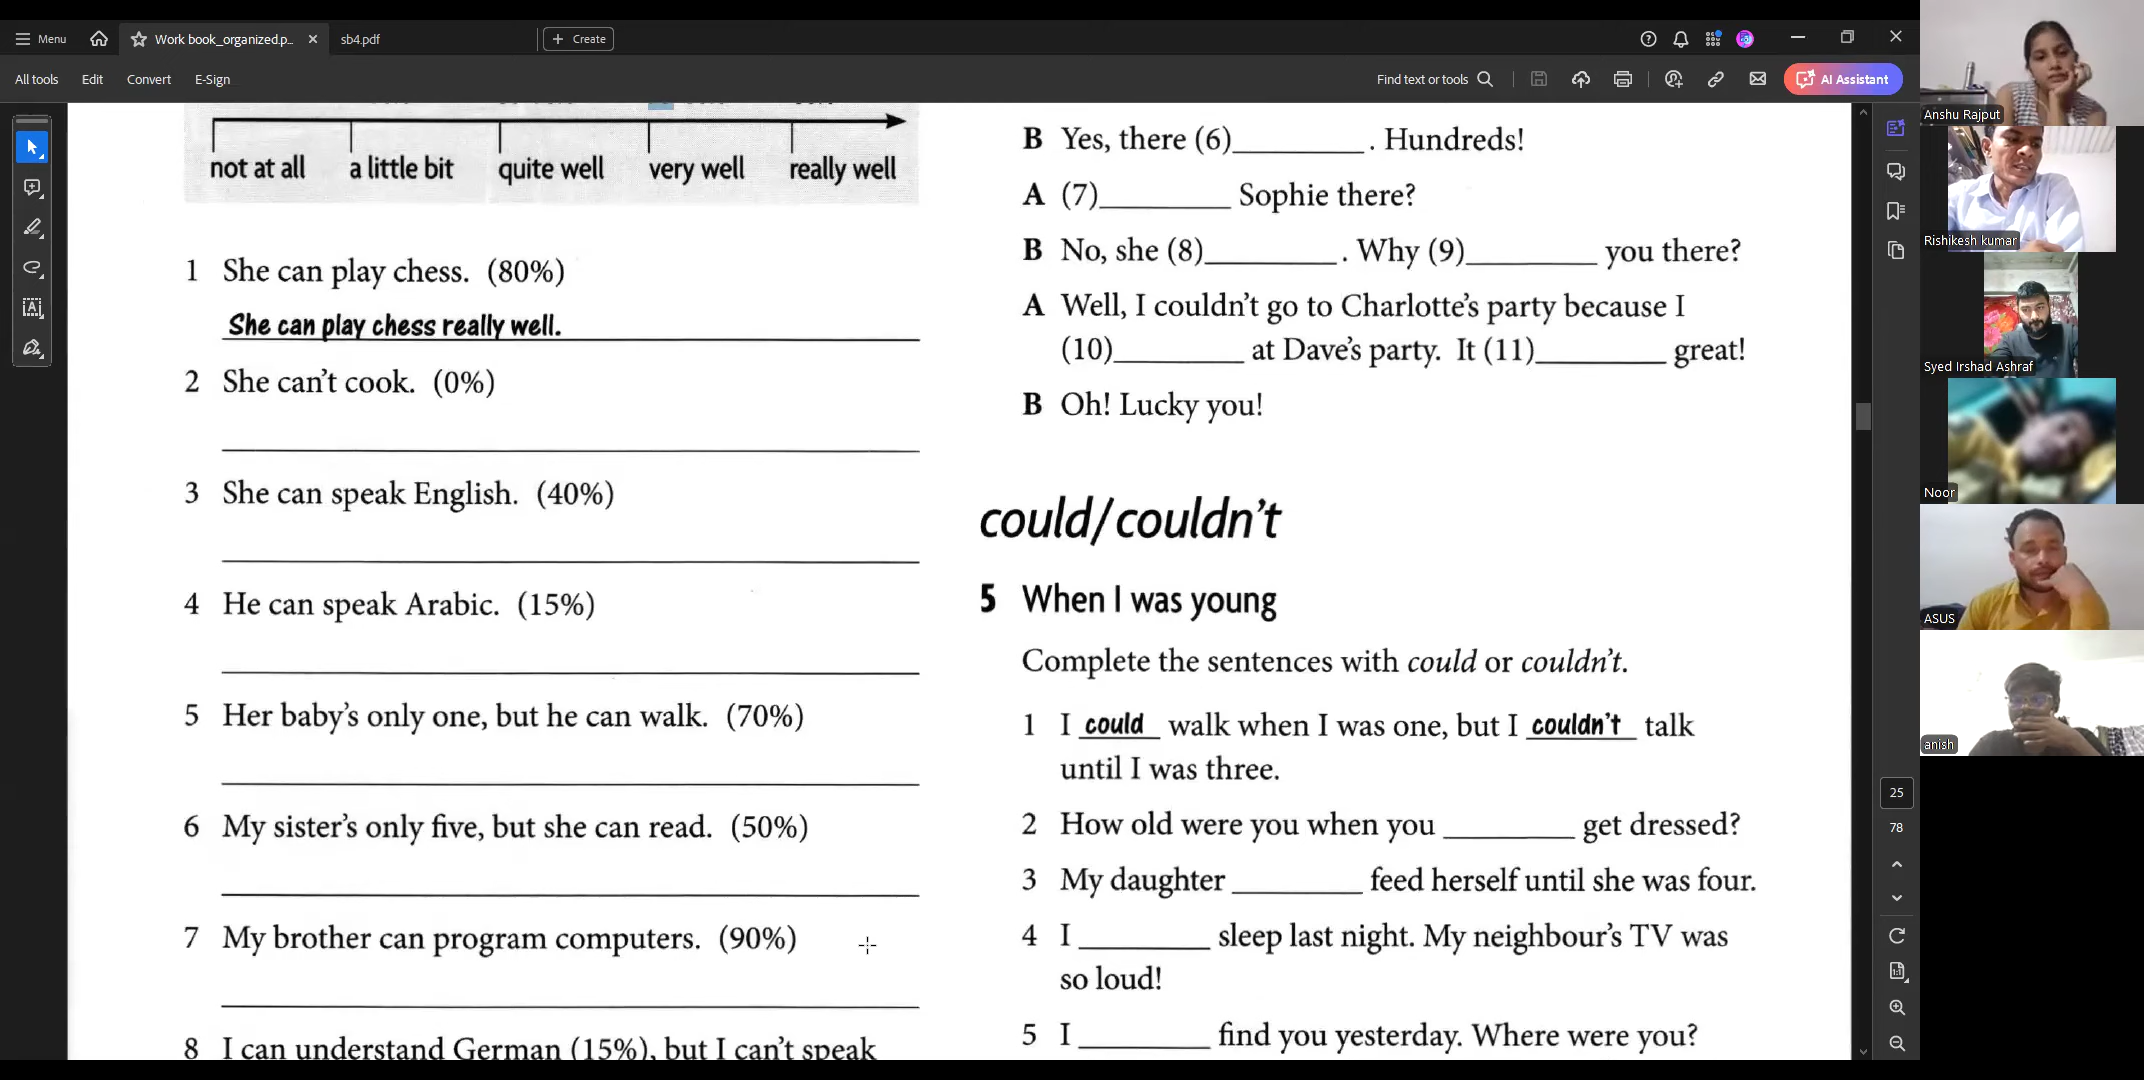 Menu
Work book_organized.p...
sb4.pdf
Create
All tools
Edit
Convert
E-Sign
Find text or tools
AI Assistant
not at all a little bit quite well very well really well
1 She can play chess. (80%)
She can play chess really well.
2 She can't cook. (0%)
3 She can speak English. (40%)
4 He can speak Arabic. (15%)
5 Her baby's only one, but he can walk. (70%)
6 My sister's only five, but she can read. (50%)
7 My brother can program computers. (90%)
8 I can understand German (15%), but I can't speak
B Yes, there (6)_________ . Hundreds!
A (7)_________ Sophie there?
B No, she (8)_________ . Why (9)_________ you there?
A Well, I couldn't go to Charlotte's party because I
(10)_________ at Dave's party. It (11)_________ great!
B Oh! Lucky you!
could/couldn't
5 When I was young
Complete the sentences with could or couldn't.
1 I could walk when I was one, but I couldn't talk
until I was three.
2 How old were you when you _________ get dressed?
3 My daughter _________ feed herself until she was four.
4 I _________ sleep last night. My neighbour's TV was
so loud!
5 I _________ find you yesterday. Where were you?
25
78
Anshu Rajput
Rishikesh kumar
Syed Irshad Ashraf
Noor
ASUS
anish